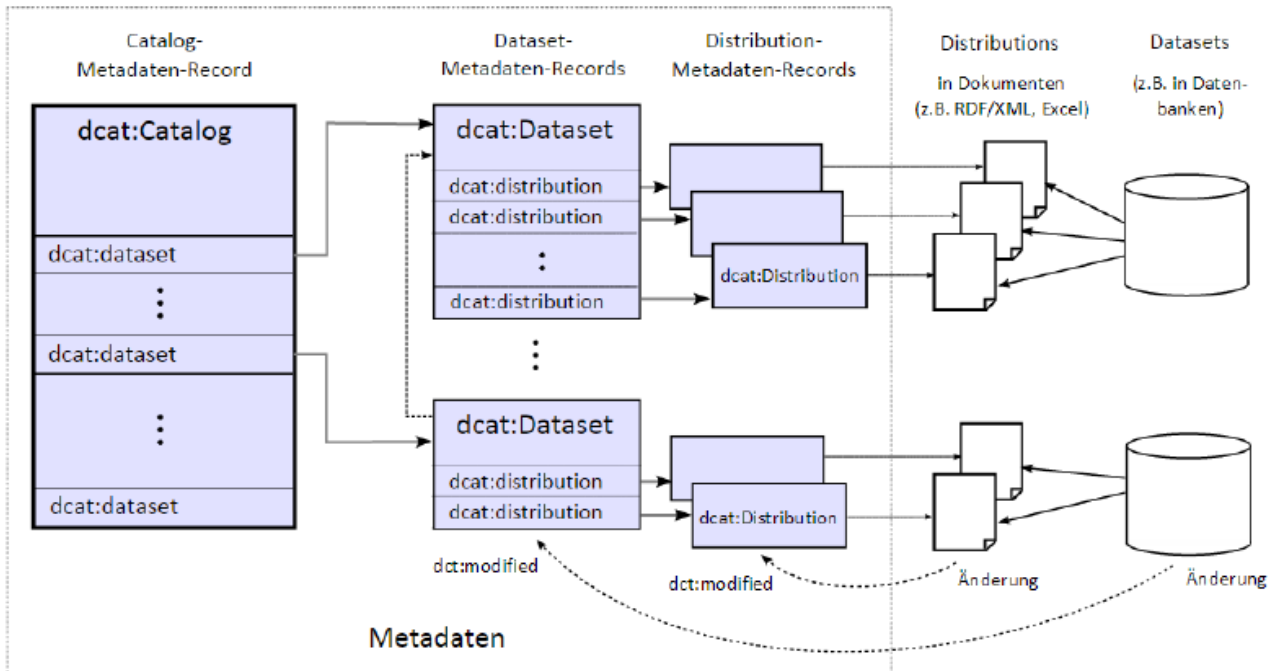 Catalog-
Metadaten-Record
Dataset-
Metadaten-Records
Distribution-
Metadaten-Records
Distributions
in Dokumenten
(z.B. RDF/XML, Excel)
Datasets
(z.B. in Daten-
banken)
dcat:Catalog
dcat:dataset
dcat:dataset
dcat:dataset
dcat:Dataset
dcat:distribution
dcat:distribution
dcat:distribution
dcat:Distribution
dcat:Dataset
dcat:distribution
dcat:distribution
dcat:Distribution
dct:modified
dct:modified
Änderung
Änderung
Metadaten